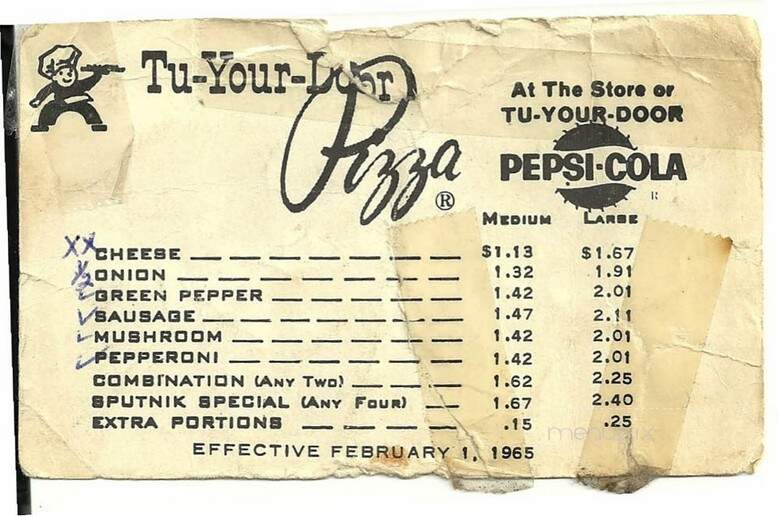 Tu-Your-Door
Pizza ®
At The Store or
TU-YOUR-DOOR
PEPSI-COLA
R
MEDIUM LARGE
XX CHEESE $1.13 $1.67
½ ONION 1.32 1.91
✓ GREEN PEPPER 1.42 2.01
✓ SAUSAGE 1.47 2.11
✓ MUSHROOM 1.42 2.01
✓ PEPPERONI 1.42 2.01
COMBINATION (ANY TWO) 1.62 2.25
SPUTNIK SPECIAL (ANY FOUR) 1.67 2.40
EXTRA PORTIONS .15 .25
EFFECTIVE FEBRUARY 1, 1965